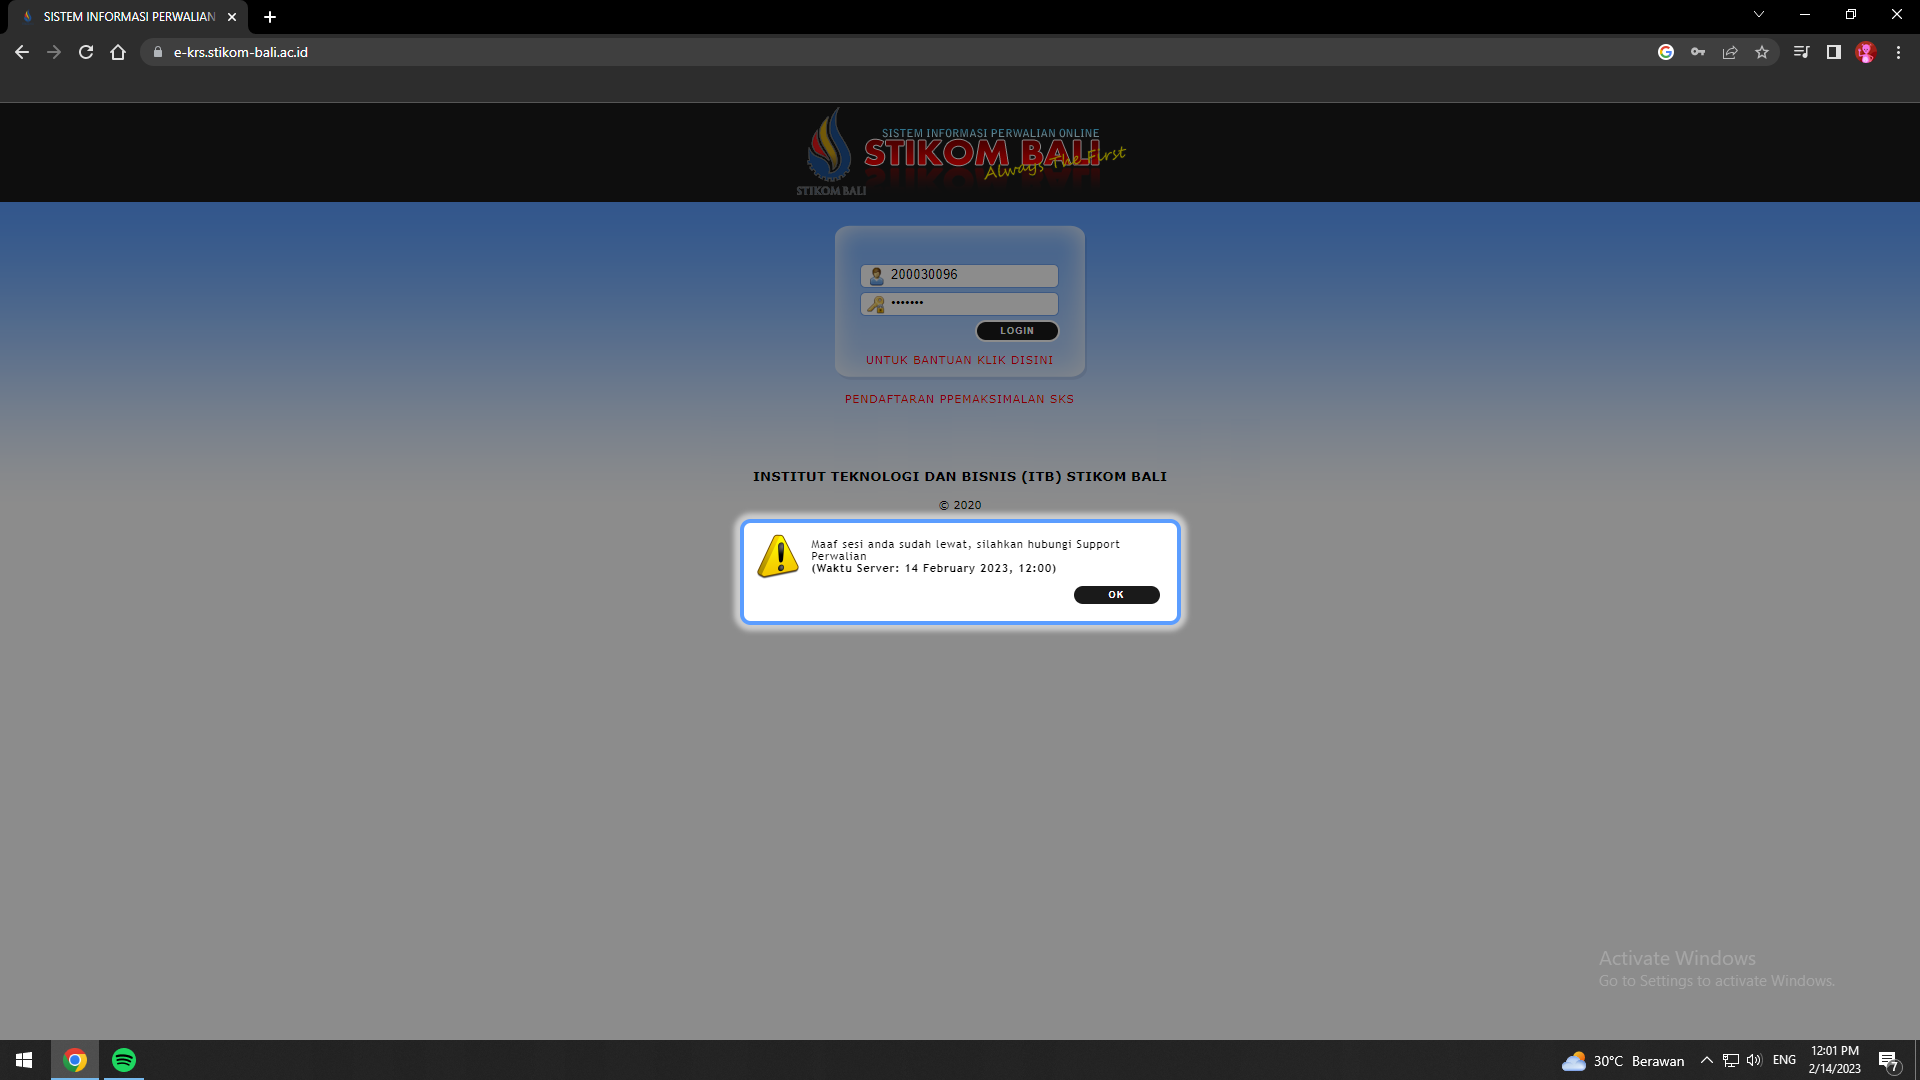 SISTEM INFORMASI PERWALIAN
e-krs.stikom-bali.ac.id
SISTEM INFORMASI PERWALIAN ONLINE
STIKOM BALI
Always The First
STIKOM BALI
200030096
•••••••
LOGIN
UNTUK BANTUAN KLIK DISINI
PENDAFTARAN PPEMAKSIMALAN SKS
INSTITUT TEKNOLOGI DAN BISNIS (ITB) STIKOM BALI
© 2020
Maaf sesi anda sudah lewat, silahkan hubungi Support
Perwalian
(Waktu Server: 14 February 2023, 12:00)
OK
Activate Windows
Go to Settings to activate Windows.
30°C Berawan
ENG
12:01 PM
2/14/2023
7